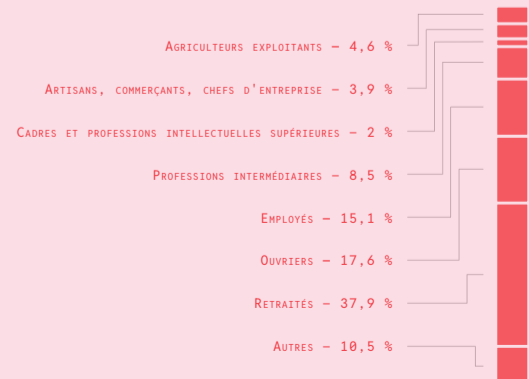 Agriculteurs exploitants – 4,6 %
Artisans, commerçants, chefs d'entreprise – 3,9 %
Cadres et professions intellectuelles supérieures – 2 %
Professions intermédiaires – 8,5 %
Employés – 15,1 %
Ouvriers – 17,6 %
Retraités – 37,9 %
Autres – 10,5 %